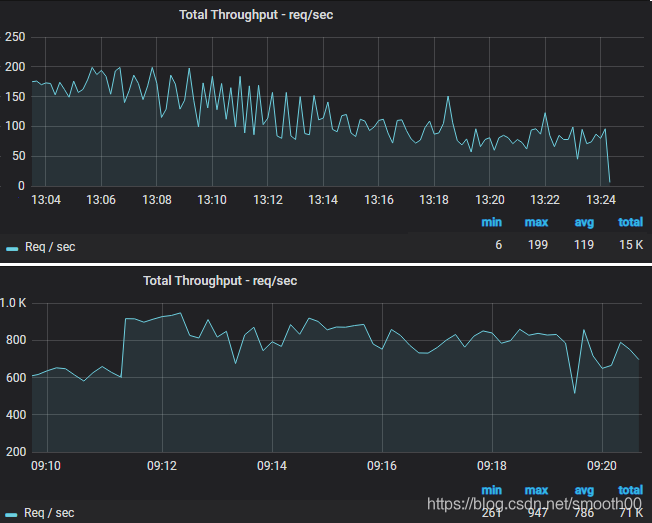 Total Throughput - req/sec
250
200
150
100
50
0
13:04 13:06 13:08 13:10 13:12 13:14 13:16 13:18 13:20 13:22 13:24
min max avg total
Req / sec 6 199 119 15 K
Total Throughput - req/sec
1.0 K
800
600
400
200
09:10 09:12 09:14 09:16 09:18 09:20
min max avg total
Req / sec 261 947 786 71 K
https://blog.csdn.net/smooth00